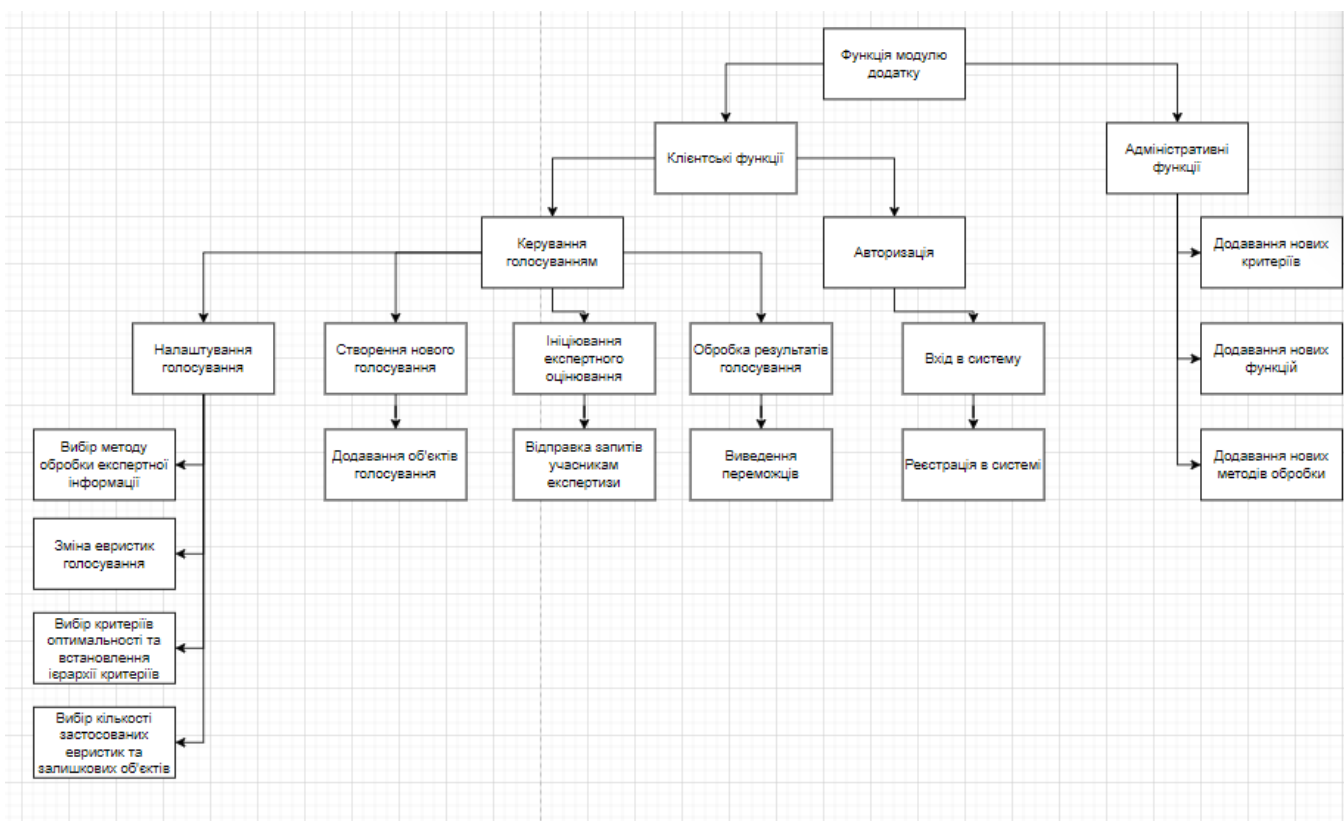 Функція модулю
додатку
Клієнтські функції
Адміністративні
функції
Керування
голосуванням
Авторизація
Додавання нових
критеріїв
Налаштування
голосування
Створення нового
голосування
Ініціювання
експертного
оцінювання
Обробка результатів
голосування
Вхід в систему
Додавання нових
функцій
Вибір методу
обробки експертної
інформації
Додавання об'єктів
голосування
Відправка запитів
учасникам
експертизи
Виведення
переможців
Реєстрація в системі
Додавання нових
методів обробки
Зміна евристик
голосування
Вибір критеріїв
оптимальності та
встановлення
ієрархії критеріїв
Вибір кількості
застосованих
евристик та
залишкових об'єктів